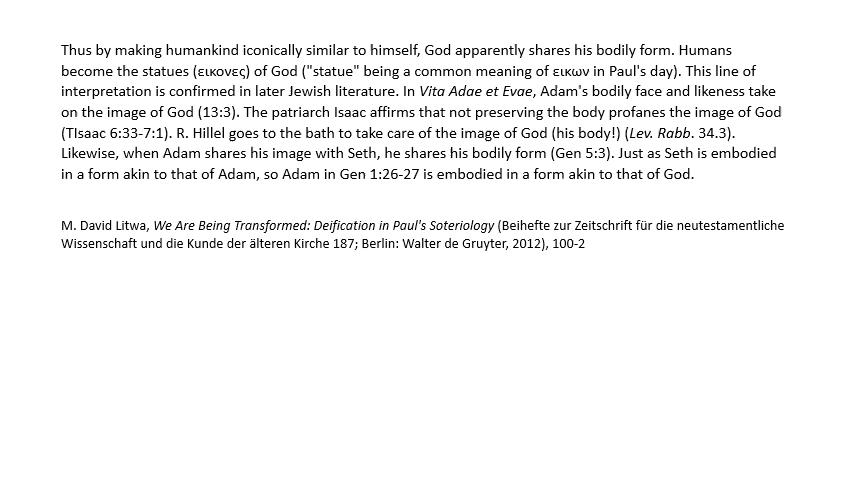 Thus by making humankind iconically similar to himself, God apparently shares his bodily form. Humans
become the statues (εικονες) of God ("statue" being a common meaning of εικων in Paul's day). This line of
interpretation is confirmed in later Jewish literature. In Vita Adae et Evae, Adam's bodily face and likeness take
on the image of God (13:3). The patriarch Isaac affirms that not preserving the body profanes the image of God
(TIsaac 6:33-7:1). R. Hillel goes to the bath to take care of the image of God (his body!) (Lev. Rabb. 34.3).
Likewise, when Adam shares his image with Seth, he shares his bodily form (Gen 5:3). Just as Seth is embodied
in a form akin to that of Adam, so Adam in Gen 1:26-27 is embodied in a form akin to that of God.
M. David Litwa, We Are Being Transformed: Deification in Paul's Soteriology (Beihefte zur Zeitschrift für die neutestamentliche
Wissenschaft und die Kunde der älteren Kirche 187; Berlin: Walter de Gruyter, 2012), 100-2